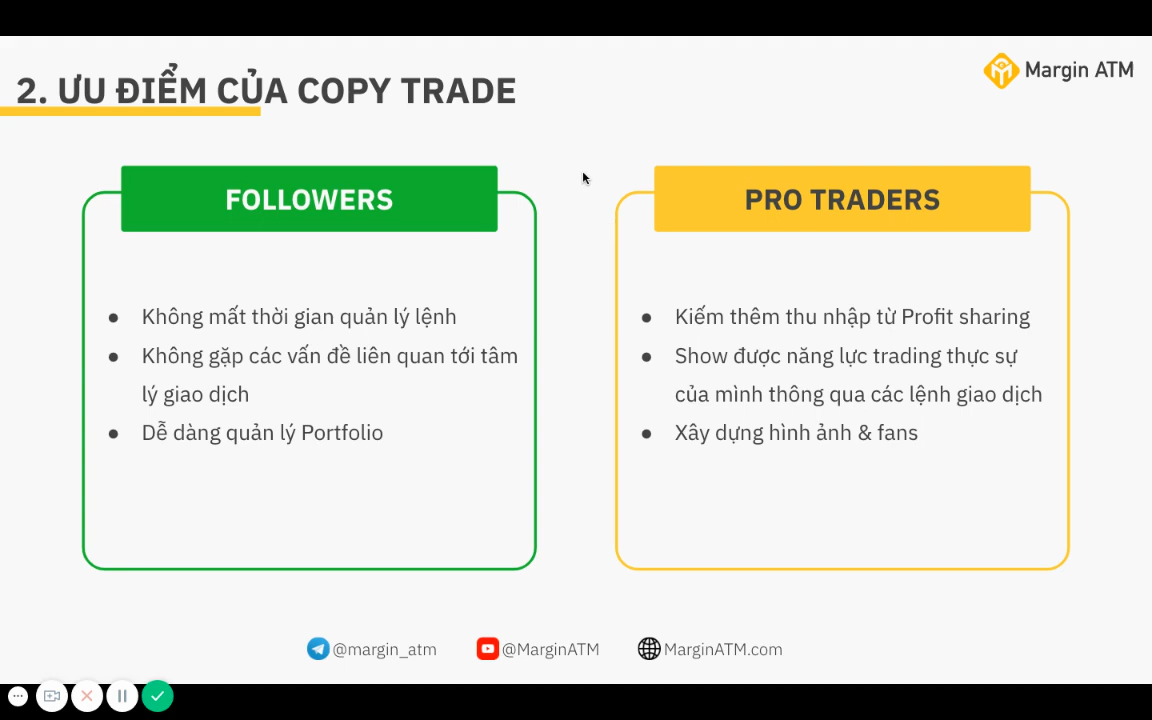 2. ƯU ĐIỂM CỦA COPY TRADE
Margin ATM
FOLLOWERS
● Không mất thời gian quản lý lệnh
● Không gặp các vấn đề liên quan tới tâm
lý giao dịch
● Dễ dàng quản lý Portfolio
PRO TRADERS
● Kiếm thêm thu nhập từ Profit sharing
● Show được năng lực trading thực sự
của mình thông qua các lệnh giao dịch
● Xây dựng hình ảnh & fans
@margin_atm
@MarginATM
MarginATM.com